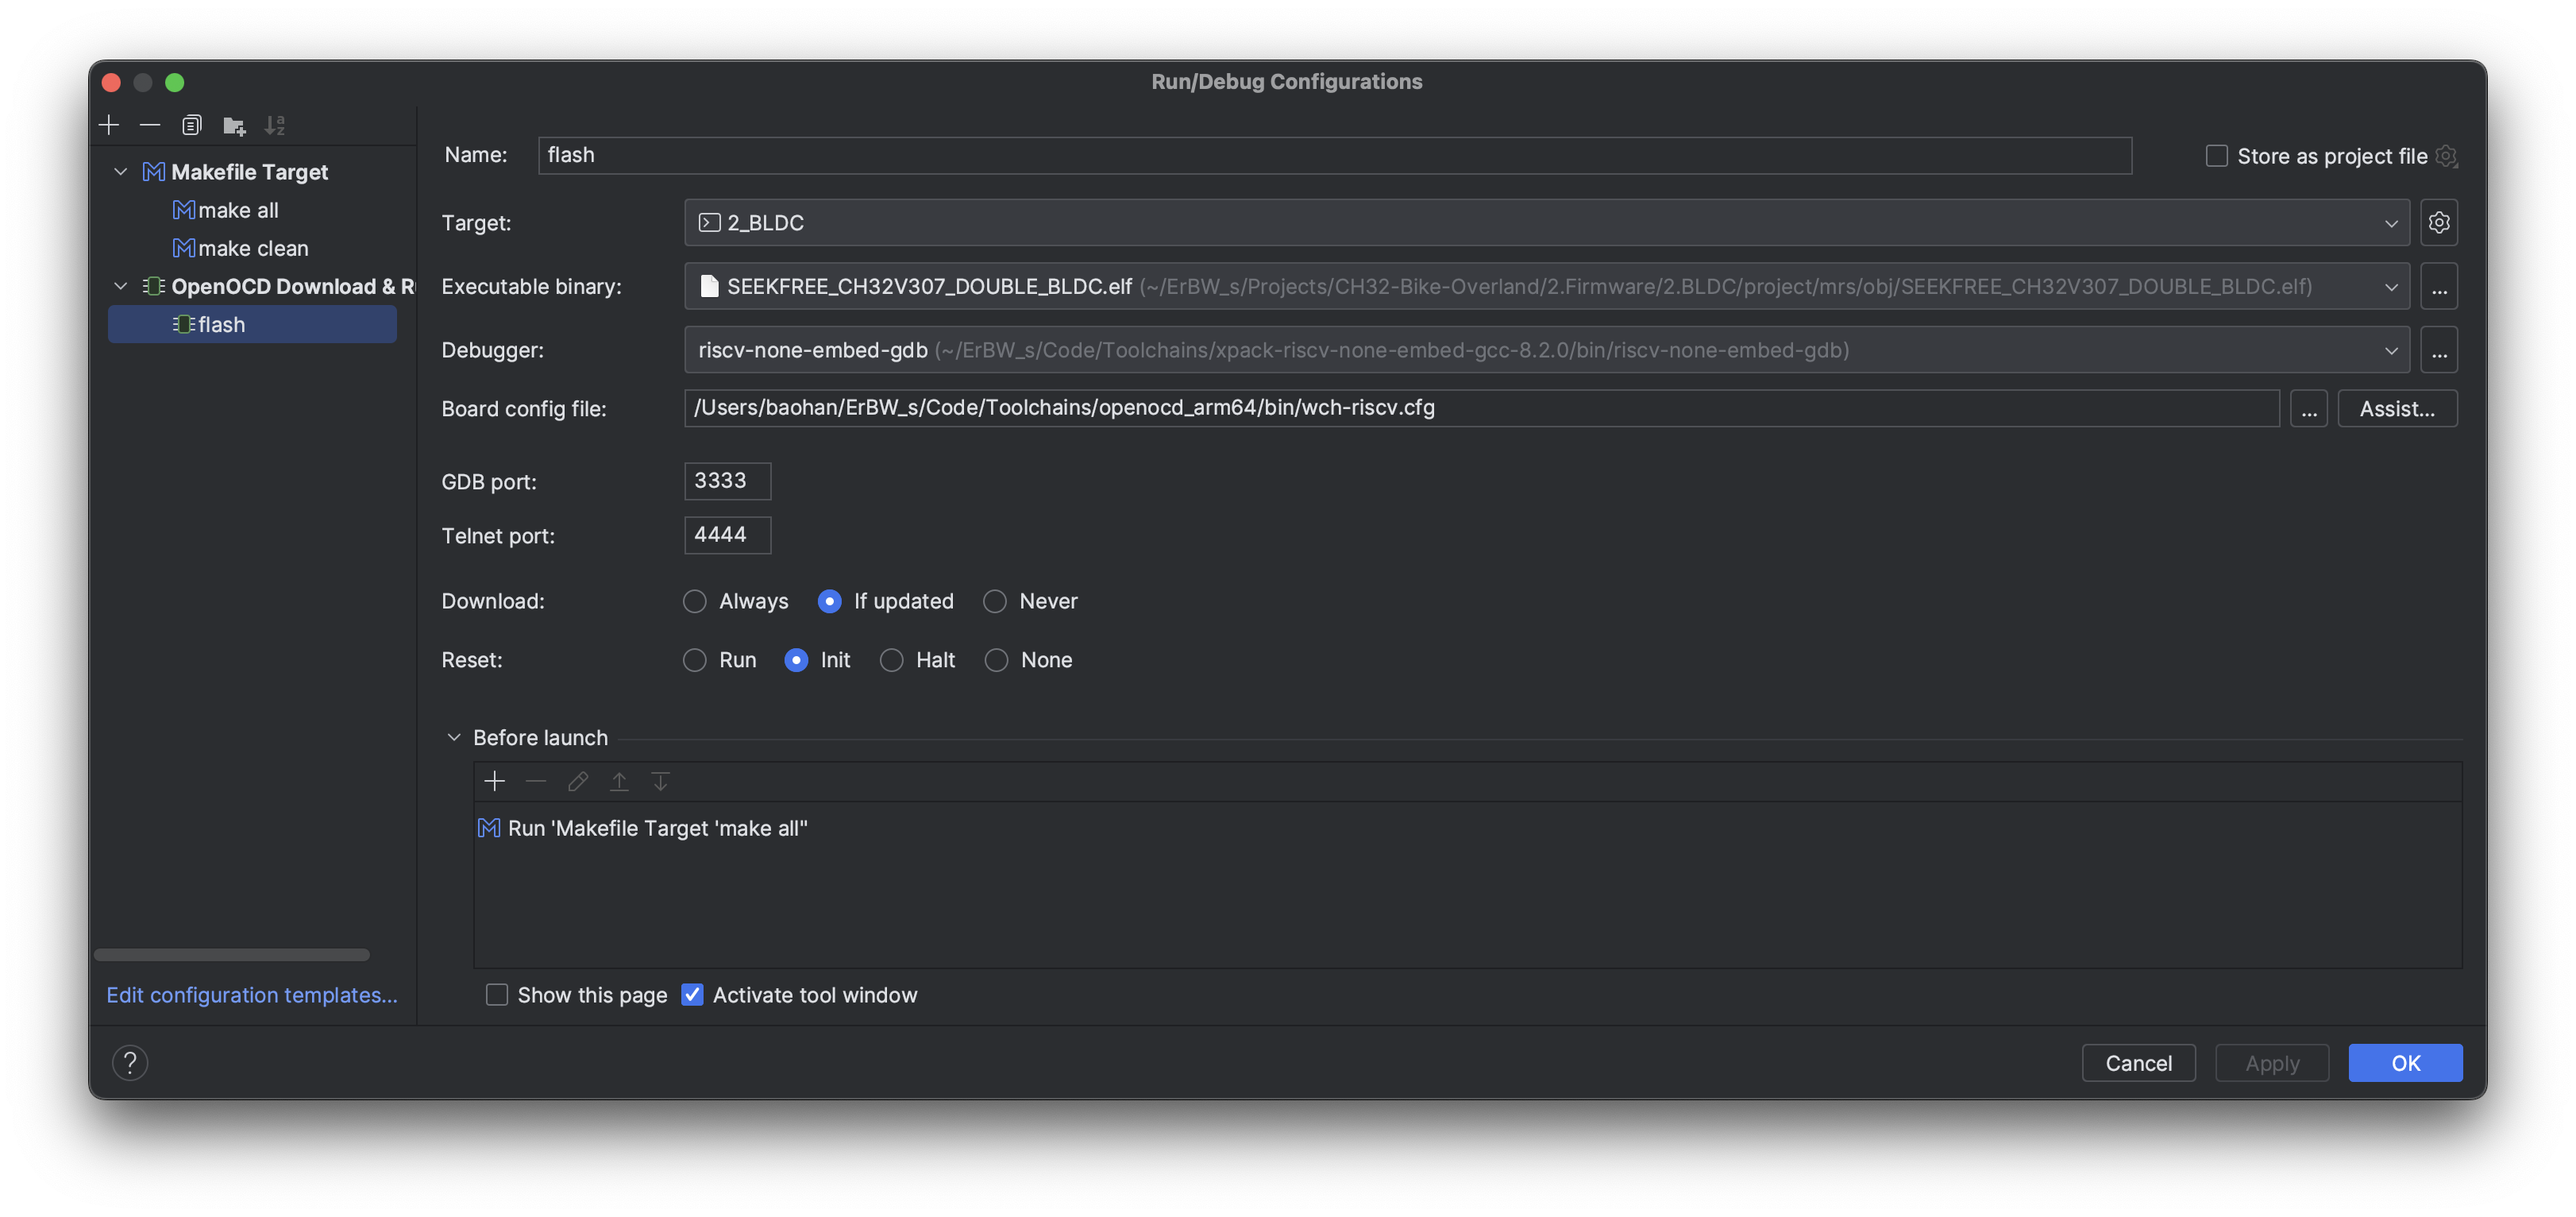 Run/Debug Configurations
Makefile Target
make all
make clean
OpenOCD Download & R
flash
Edit configuration templates...
Name: flash Store as project file
Target: 2_BLDC
Executable binary: SEEKFREE_CH32V307_DOUBLE_BLDC.elf (~/ErBW_s/Projects/CH32-Bike-Overland/2.Firmware/2.BLDC/project/mrs/obj/SEEKFREE_CH32V307_DOUBLE_BLDC.elf) ...
Debugger: riscv-none-embed-gdb (~/ErBW_s/Code/Toolchains/xpack-riscv-none-embed-gcc-8.2.0/bin/riscv-none-embed-gdb) ...
Board config file: /Users/baohan/ErBW_s/Code/Toolchains/openocd_arm64/bin/wch-riscv.cfg ... Assist...
GDB port: 3333
Telnet port: 4444
Download: Always If updated Never
Reset: Run Init Halt None
Before launch
Run 'Makefile Target 'make all''
Show this page Activate tool window
? Cancel Apply OK